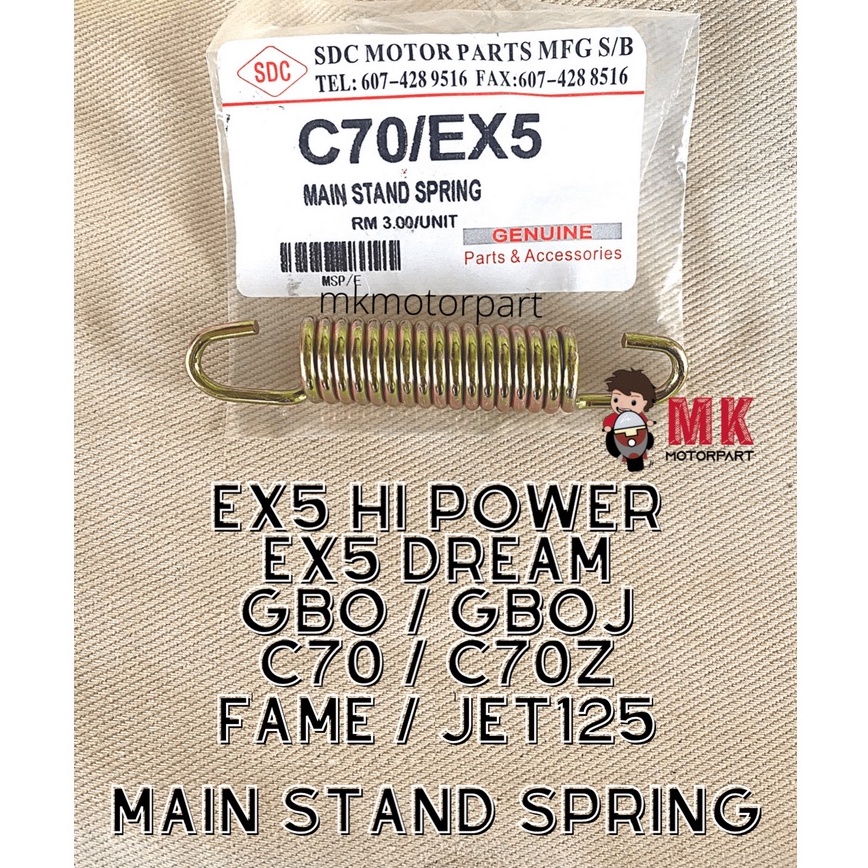 SDC
SDC MOTOR PARTS MFG S/B
TEL: 607-428 9516 FAX:607-428 8516
C70/EX5
MAIN STAND SPRING
RM 3.00/UNIT
GENUINE
Parts & Accessories
MSP/E
mkmotorpart
MK
MOTORPART
EX5 HI POWER
EX5 DREAM
GBO / GBOJ
C70 / C70Z
FAME / JET125
MAIN STAND SPRING